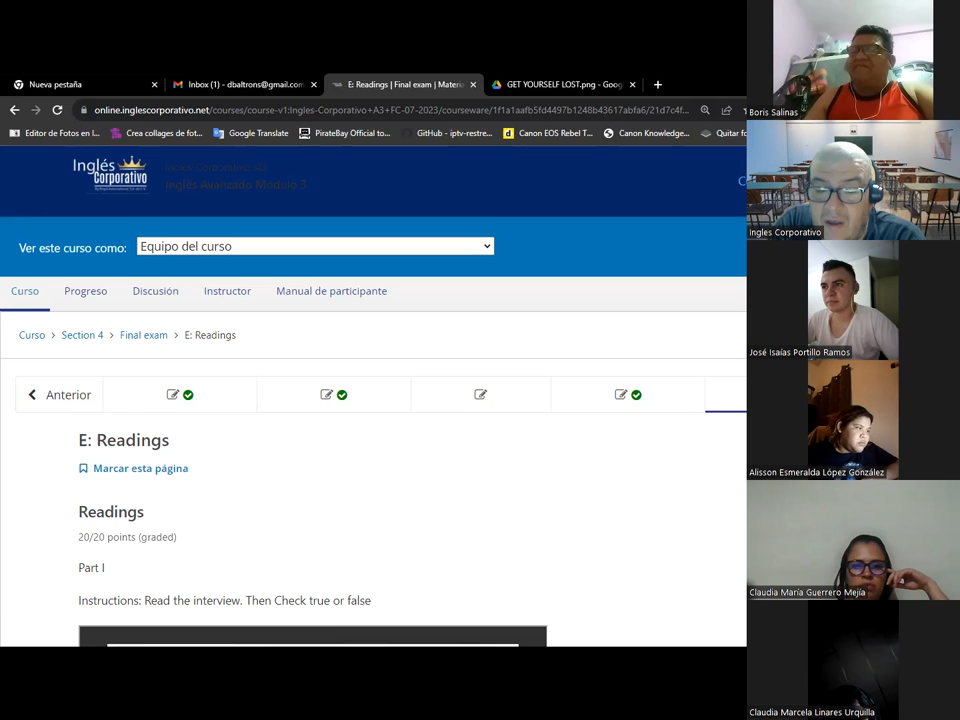 Nueva pestaña
Inbox (1) - dbaltrons@gmail.com
E: Readings | Final exam | Materia
GET YOURSELF LOST.png - Goog
online.inglescorporativo.net/courses/course-v1:Ingles-Corporativo+A3+FC-07-2023/courseware/1f1a1aafb5fd4497b1248b43617abfa6/21d7c4f...
Editor de Fotos en l...
Crea collages de fot...
Google Translate
PirateBay Official to...
GitHub - iptv-restre...
Canon EOS Rebel T...
Canon Knowledge...
Quitar fo
Inglés
Corporativo
Inglés Avanzado Módulo 3
C
Ver este curso como:
Equipo del curso
Curso
Progreso
Discusión
Instructor
Manual de participante
Curso > Section 4 > Final exam > E: Readings
Anterior
E: Readings
Marcar esta página
Readings
20/20 points (graded)
Part I
Instructions: Read the interview. Then Check true or false
Boris Salinas
Ingles Corporativo
José Isaías Portillo Ramos
Alisson Esmeralda López González
Claudia María Guerrero Mejía
Claudia Marcela Linares Urquilla